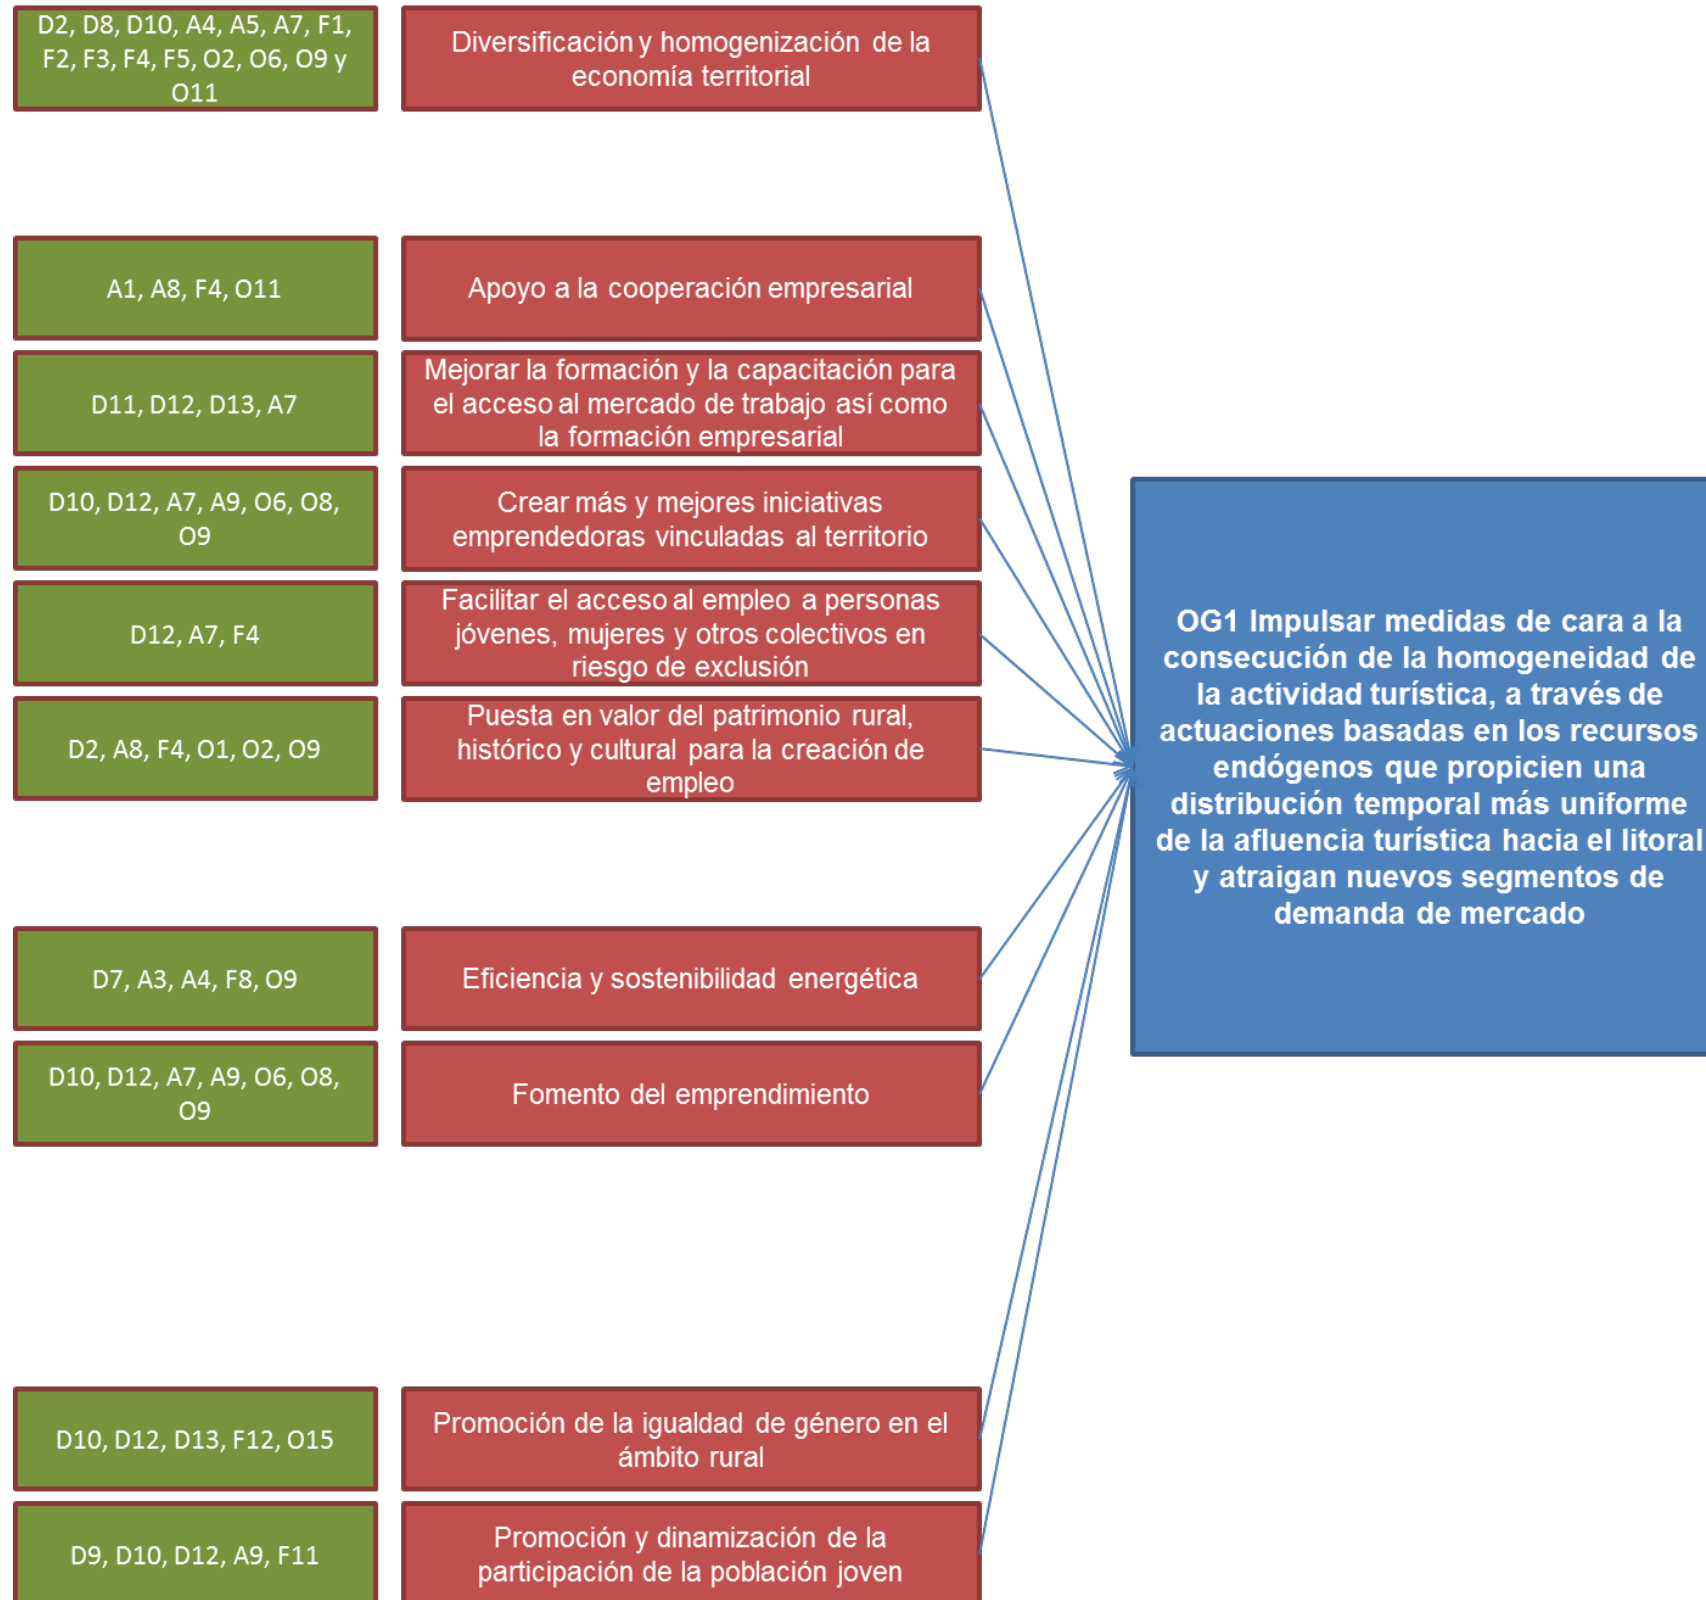 D2, D8, D10, A4, A5, A7, F1,
F2, F3, F4, F5, O2, O6, O9 y
O11
Diversificación y homogenización de la
economía territorial
A1, A8, F4, O11
Apoyo a la cooperación empresarial
D11, D12, D13, A7
Mejorar la formación y la capacitación para
el acceso al mercado de trabajo así como
la formación empresarial
D10, D12, A7, A9, O6, O8,
O9
Crear más y mejores iniciativas
emprendedoras vinculadas al territorio
D12, A7, F4
Facilitar el acceso al empleo a personas
jóvenes, mujeres y otros colectivos en
riesgo de exclusión
D2, A8, F4, O1, O2, O9
Puesta en valor del patrimonio rural,
histórico y cultural para la creación de
empleo
D7, A3, A4, F8, O9
Eficiencia y sostenibilidad energética
D10, D12, A7, A9, O6, O8,
O9
Fomento del emprendimiento
D10, D12, D13, F12, O15
Promoción de la igualdad de género en el
ámbito rural
D9, D10, D12, A9, F11
Promoción y dinamización de la
participación de la población joven
OG1 Impulsar medidas de cara a la
consecución de la homogeneidad de
la actividad turística, a través de
actuaciones basadas en los recursos
endógenos que propicien una
distribución temporal más uniforme
de la afluencia turística hacia el litoral
y atraigan nuevos segmentos de
demanda de mercado